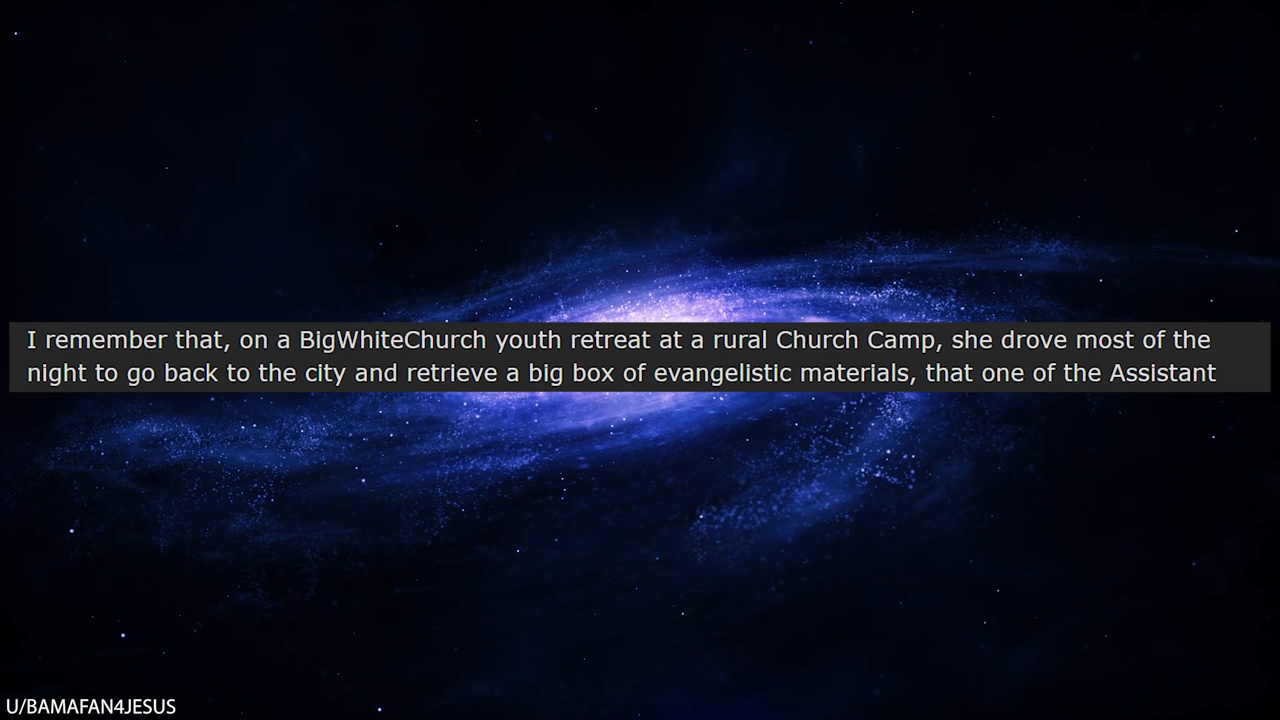 I remember that, on a BigWhiteChurch youth retreat at a rural Church Camp, she drove most of the
night to go back to the city and retrieve a big box of evangelistic materials, that one of the Assistant
U/BAMAFAN4JESUS